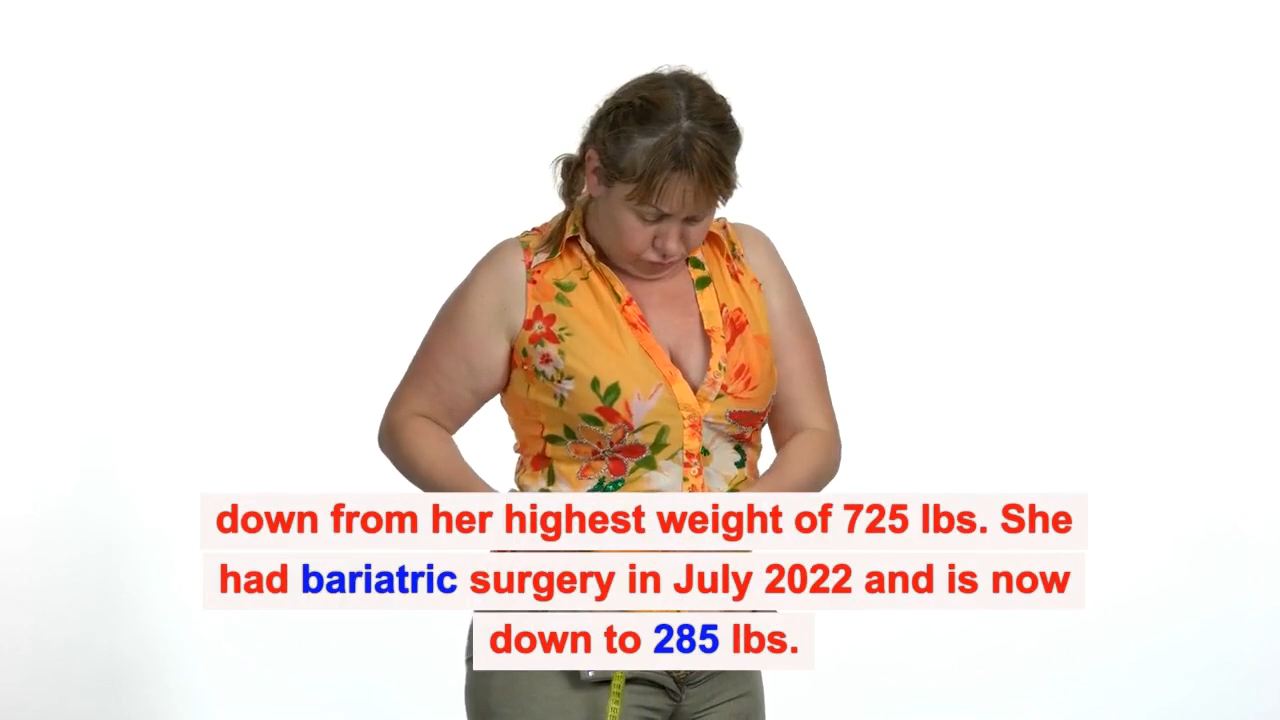 down from her highest weight of 725 lbs. She
had bariatric surgery in July 2022 and is now
down to 285 lbs.